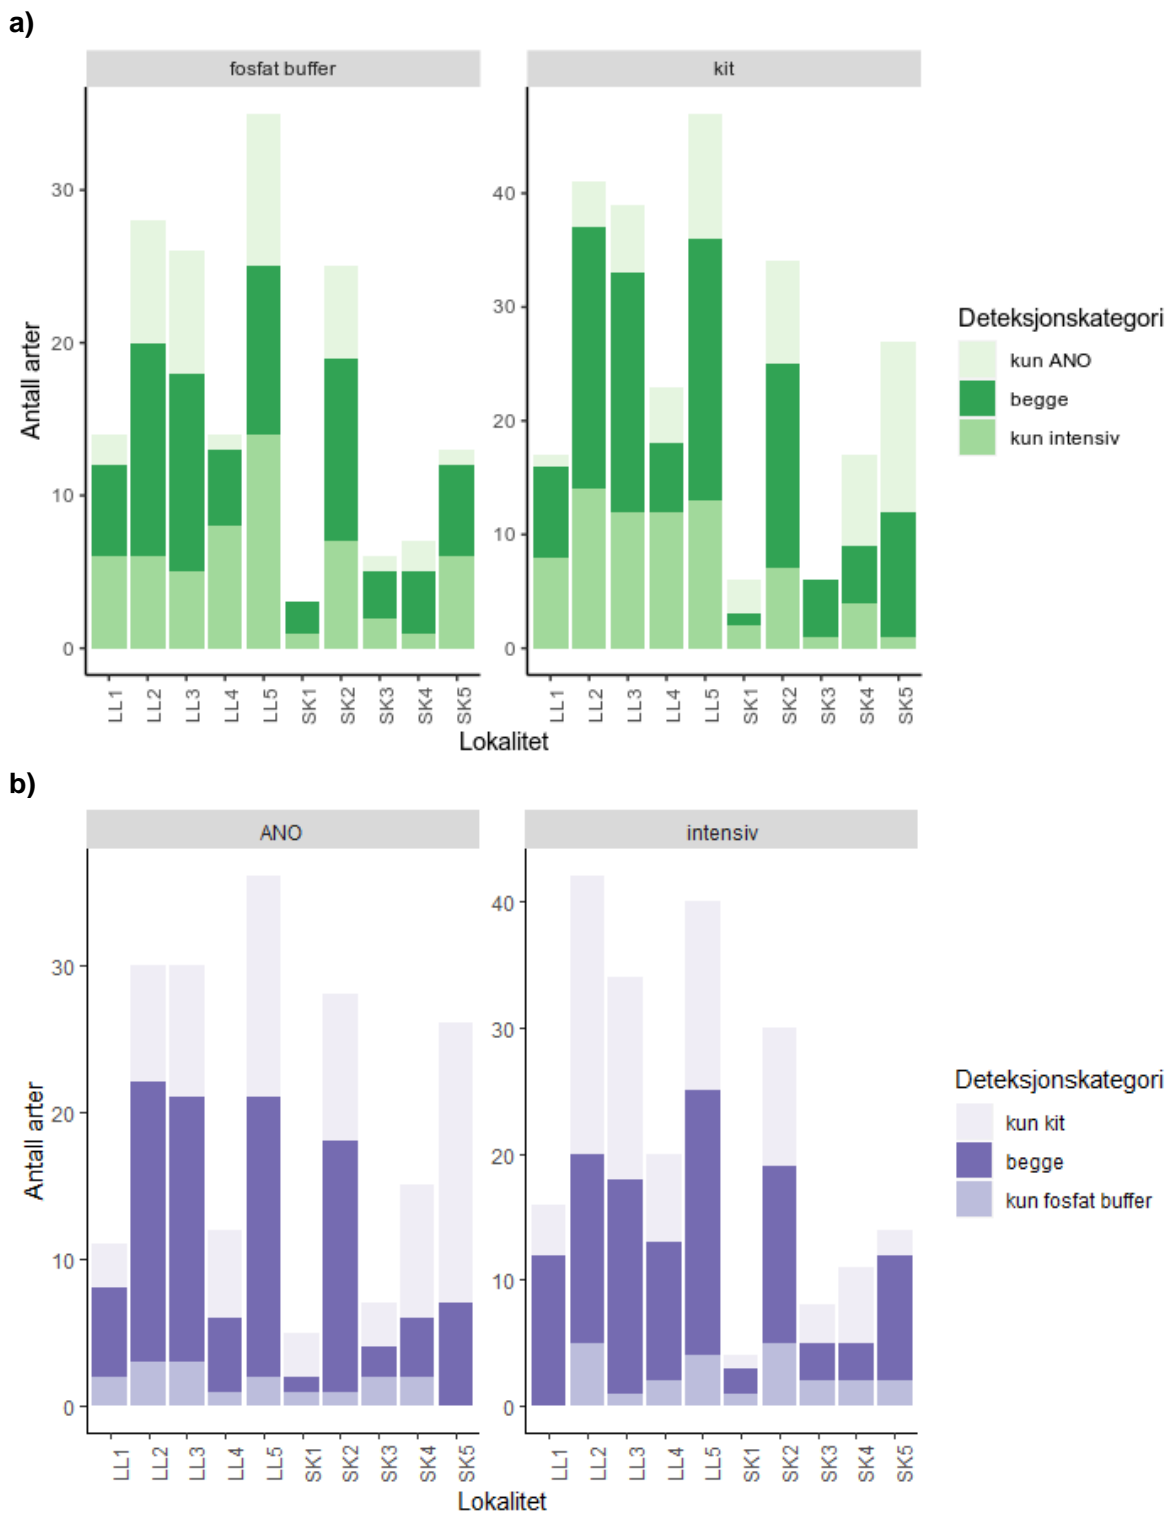 a)
fosfat buffer
kit
Antall arter
30
20
10
0
40
30
20
10
0
LL1
LL2
LL3
LL4
LL5
SK1
SK2
SK3
SK4
SK5
LL1
LL2
LL3
LL4
LL5
SK1
SK2
SK3
SK4
SK5
Lokalitet
Deteksjonskategori
kun ANO
begge
kun intensiv
b)
ANO
intensiv
Antall arter
30
20
10
0
40
30
20
10
0
LL1
LL2
LL3
LL4
LL5
SK1
SK2
SK3
SK4
SK5
LL1
LL2
LL3
LL4
LL5
SK1
SK2
SK3
SK4
SK5
Lokalitet
Deteksjonskategori
kun kit
begge
kun fosfat buffer